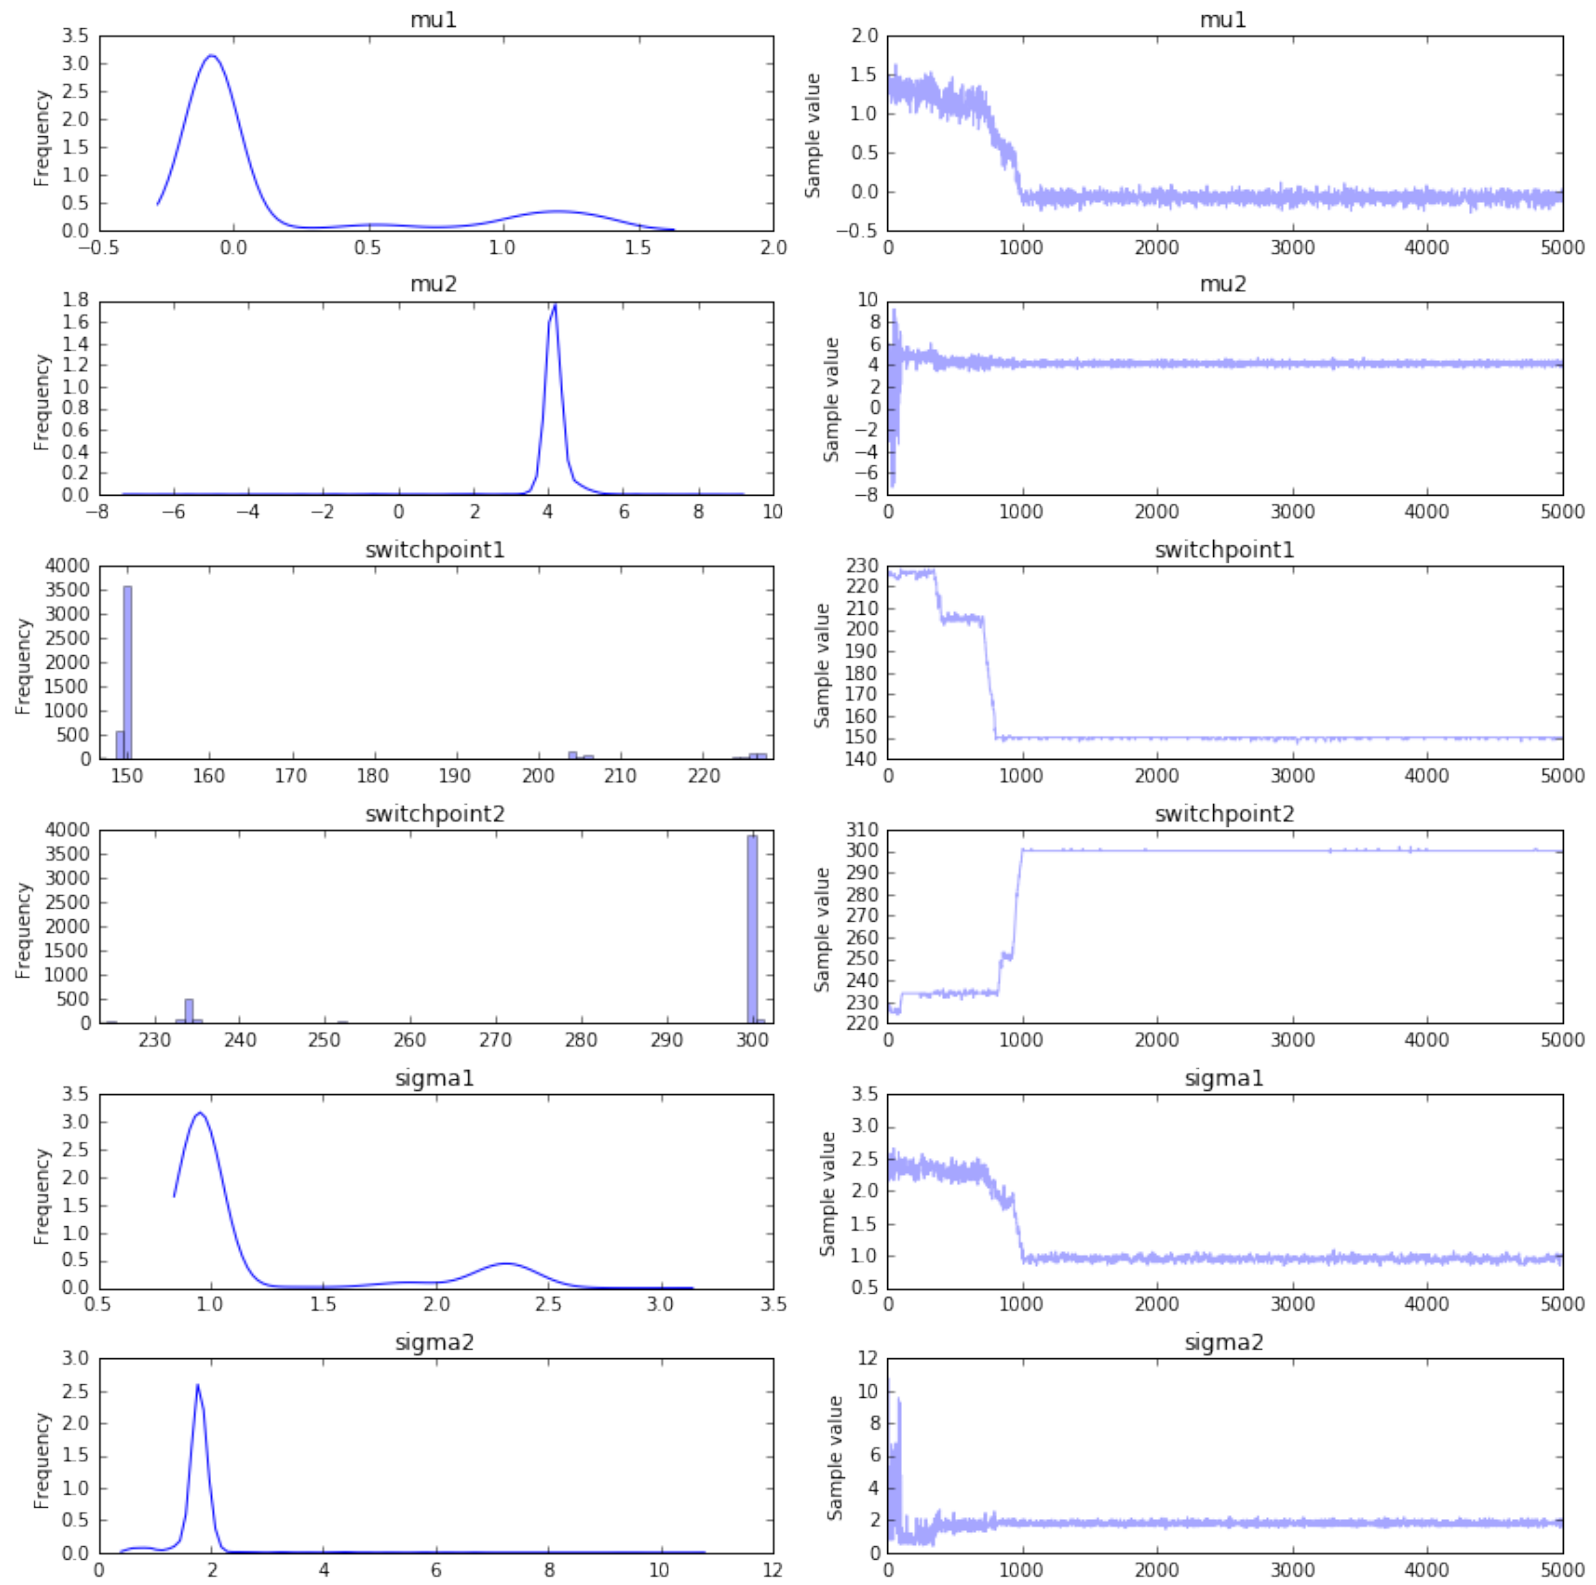 mu1
Frequency
3.5
3.0
2.5
2.0
1.5
1.0
0.5
0.0
−0.5 0.0 0.5 1.0 1.5 2.0
mu1
Sample value
2.0
1.5
1.0
0.5
0.0
−0.5
0 1000 2000 3000 4000 5000
mu2
Frequency
1.8
1.6
1.4
1.2
1.0
0.8
0.6
0.4
0.2
0.0
−8 −6 −4 −2 0 2 4 6 8 10
mu2
Sample value
10
8
6
4
2
0
−2
−4
−6
−8
0 1000 2000 3000 4000 5000
switchpoint1
Frequency
4000
3500
3000
2500
2000
1500
1000
500
0
150 160 170 180 190 200 210 220
switchpoint1
Sample value
230
220
210
200
190
180
170
160
150
140
0 1000 2000 3000 4000 5000
switchpoint2
Frequency
4000
3500
3000
2500
2000
1500
1000
500
0
230 240 250 260 270 280 290 300
switchpoint2
Sample value
310
300
290
280
270
260
250
240
230
220
0 1000 2000 3000 4000 5000
sigma1
Frequency
3.5
3.0
2.5
2.0
1.5
1.0
0.5
0.0
0.5 1.0 1.5 2.0 2.5 3.0 3.5
sigma1
Sample value
3.5
3.0
2.5
2.0
1.5
1.0
0.5
0 1000 2000 3000 4000 5000
sigma2
Frequency
3.0
2.5
2.0
1.5
1.0
0.5
0.0
0 2 4 6 8 10 12
sigma2
Sample value
12
10
8
6
4
2
0
0 1000 2000 3000 4000 5000